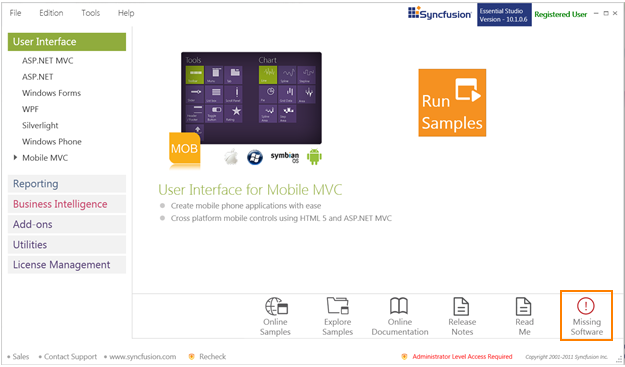 File Edition Tools Help
Syncfusion
Essential Studio
Version - 10.1.0.6
Registered User
User Interface
ASP.NET MVC
ASP.NET
Windows Forms
WPF
Silverlight
Windows Phone
Mobile MVC
Reporting
Business Intelligence
Add-ons
Utilities
License Management
Tools
Chart
MOB
symbian
OS
Run
Samples
User Interface for Mobile MVC
Create mobile phone applications with ease
Cross platform mobile controls using HTML 5 and ASP.NET MVC
Online
Samples
Explore
Samples
Online
Documentation
Release
Notes
Read
Me
Missing
Software
• Sales • Contact Support • www.syncfusion.com Recheck
Administrator Level Access Required
Copyright 2001-2011 Syncfusion Inc.